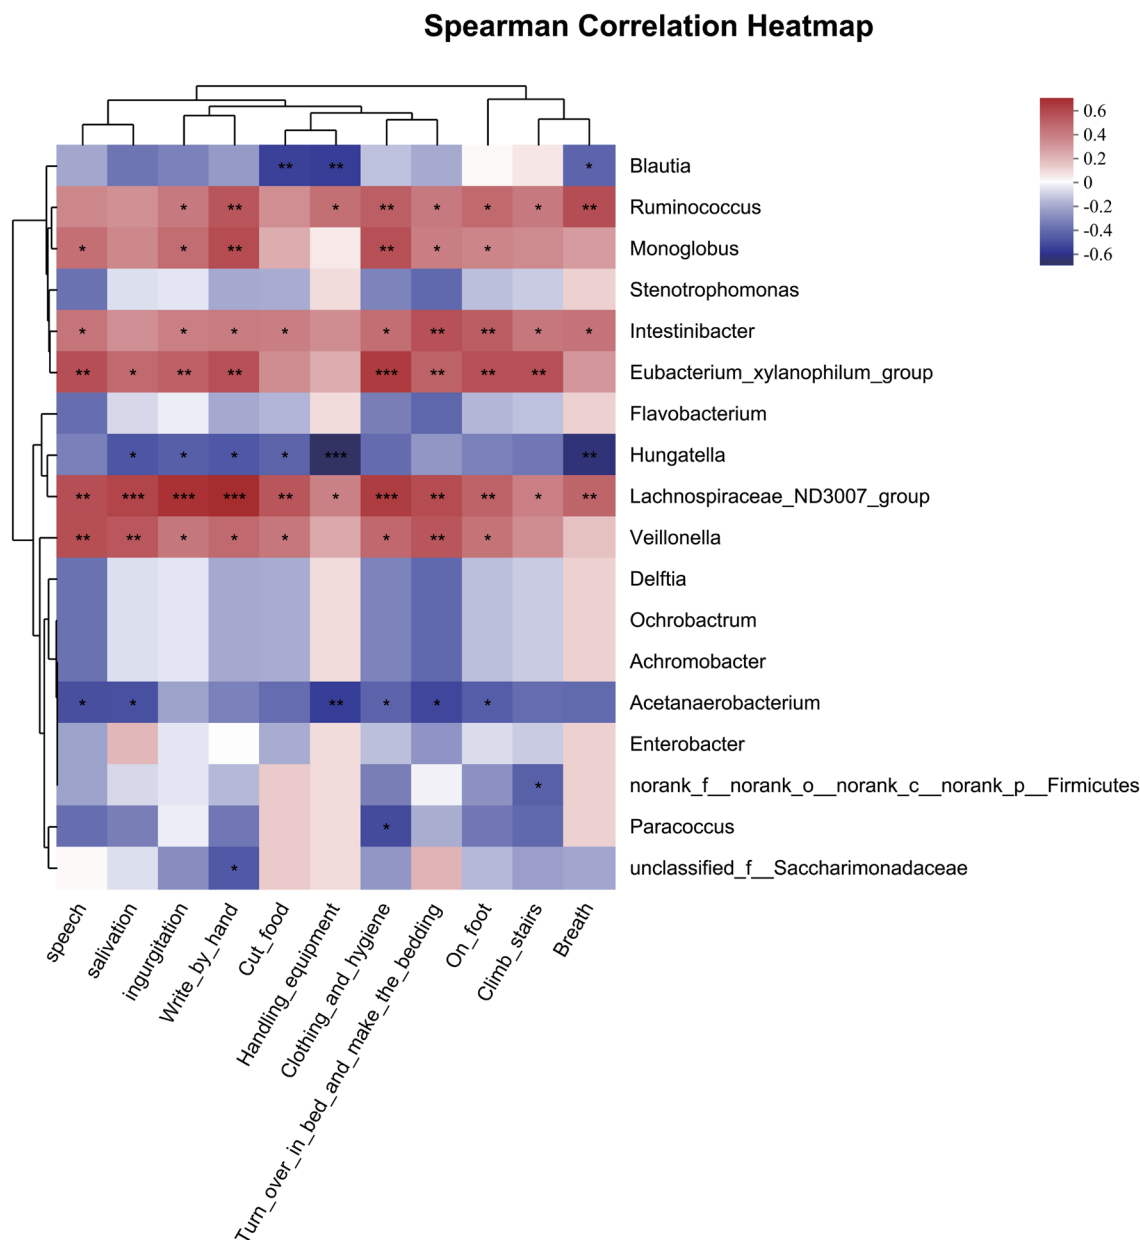 Spearman Correlation Heatmap
0.6
0.4
0.2
0
-0.2
-0.4
-0.6
** ** * Blautia
* ** * ** * * * ** Ruminococcus
* * ** ** * * Monoglobus
Stenotrophomonas
* * * * * ** ** * * Intestinibacter
** * ** ** *** ** ** ** Eubacterium_xylanophilum_group
Flavobacterium
* * * * *** ** Hungatella
** *** *** *** ** * *** ** ** * ** Lachnospiraceae_ND3007_group
** ** * * * * ** * Veillonella
Delftia
Ochrobactrum
Achromobacter
* * ** * * * Acetanaerobacterium
Enterobacter
* norank_f__norank_o__norank_c__norank_p__Firmicutes
* Paracoccus
* unclassified_f__Saccharimonadaceae
speech
salivation
ingurgitation
Write_by_hand
Cut_food
Handling_equipment
Clothing_and_hygiene
Turn_over_in_bed_and_make_the_bedding
On_foot
Climb_stairs
Breath